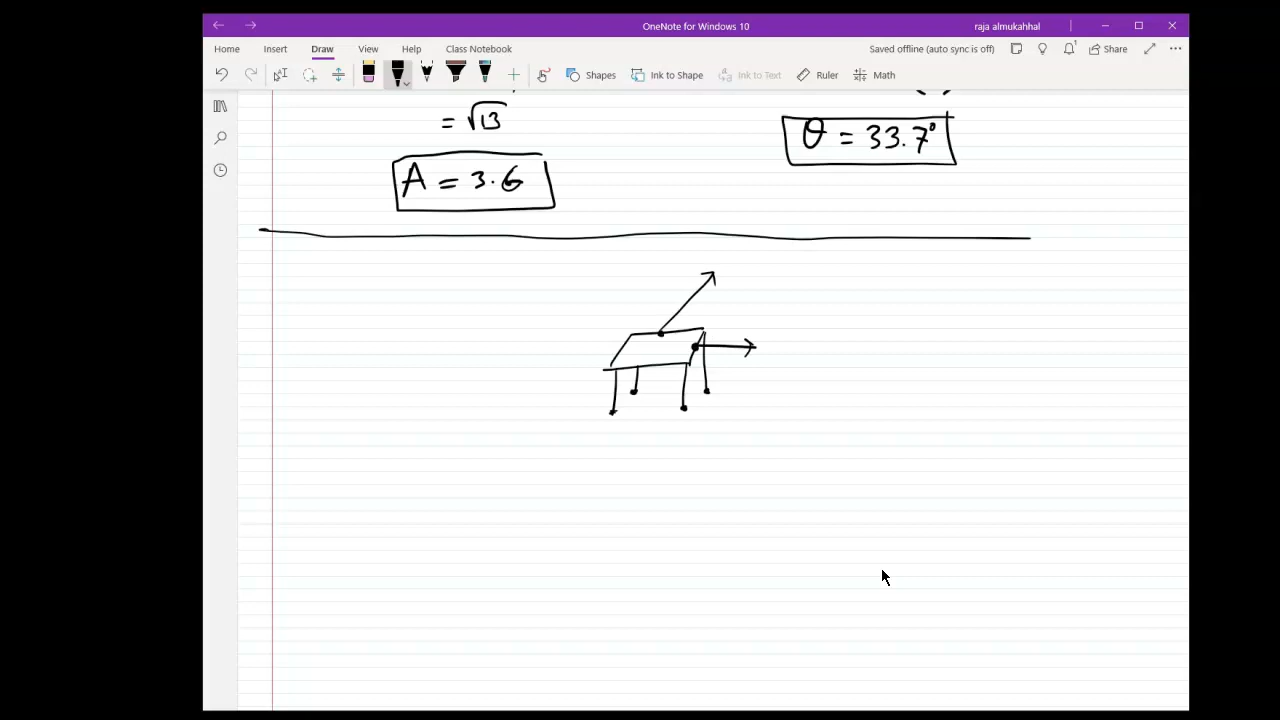 OneNote for Windows 10
raja almukahhal
Home Insert Draw View Help Class Notebook
Saved offline (auto sync is off)
Share
Shapes
Ink to Shape
Ink to Text
Ruler
Math
= √13
θ = 33.7°
A = 3.6